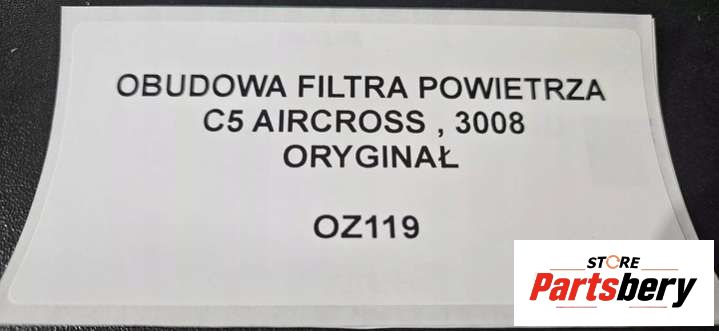 OBUDOWA FILTRA POWIETRZA
C5 AIRCROSS , 3008
ORYGINAŁ
OZ119
STORE
Partsbery